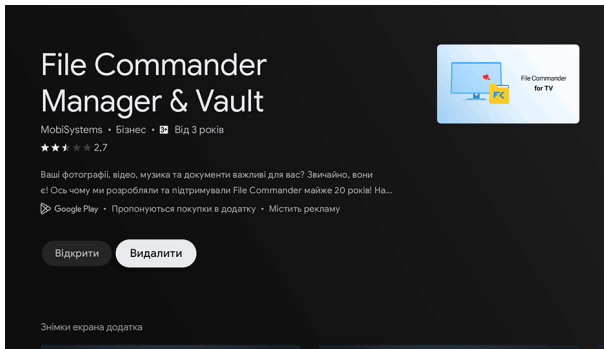 File Commander
Manager & Vault
MobiSystems • Бізнес • 3+ Від 3 років
2,7
File Commander
for TV
Ваші фотографії, відео, музика та документи важливі для вас? Звичайно, вони
є! Ось чому ми розробляли та підтримували File Commander майже 20 років! На...
Google Play • Пропонуються покупки в додатку • Містить рекламу
Відкрити
Видалити
Знімки екрана додатка